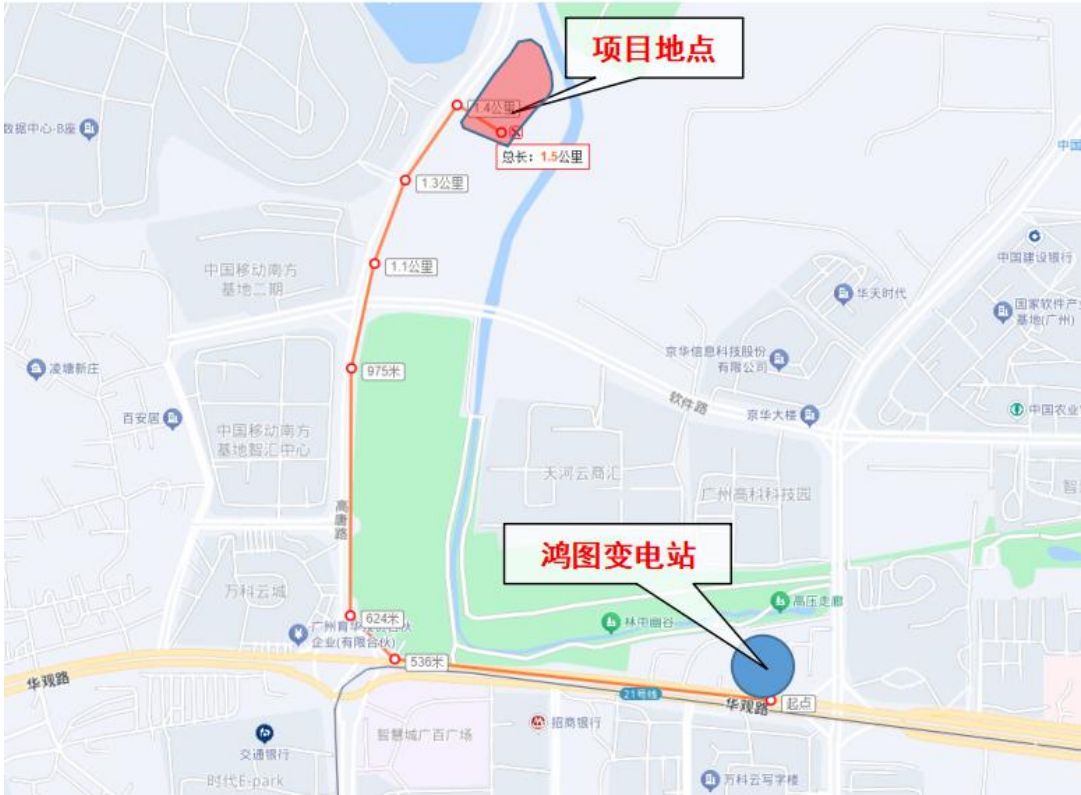 项目地点
1.4公里
数据中心-B座
总长：1.5公里
中国
1.3公里
中国建设银行
中国移动南方
基地二期
1.1公里
华天时代
国家软件产
基地(广州)
京华信息科技股份
有限公司
凌塘新庄
975米
软件路
百安居
京华大楼
中国农业
中国移动南方
基地智汇中心
天河云商汇
广州高科科技园
智
高唐路
鸿图变电站
万科云城
624米
高压走廊
林中幽谷
企业(有限合伙)
536米
华观路
21号线
华观路
起点
智慧城广百广场
招商银行
交通银行
时代E-park
万科云写字楼